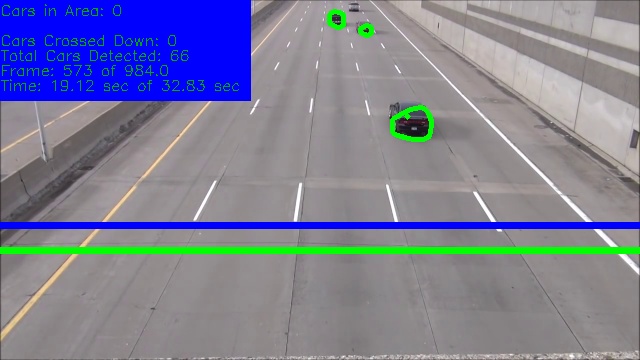 Cars in Area: 0
Cars Crossed Down: 0
Total Cars Detected: 66
Frame: 573 of 984.0
Time: 19.12 sec of 32.83 sec